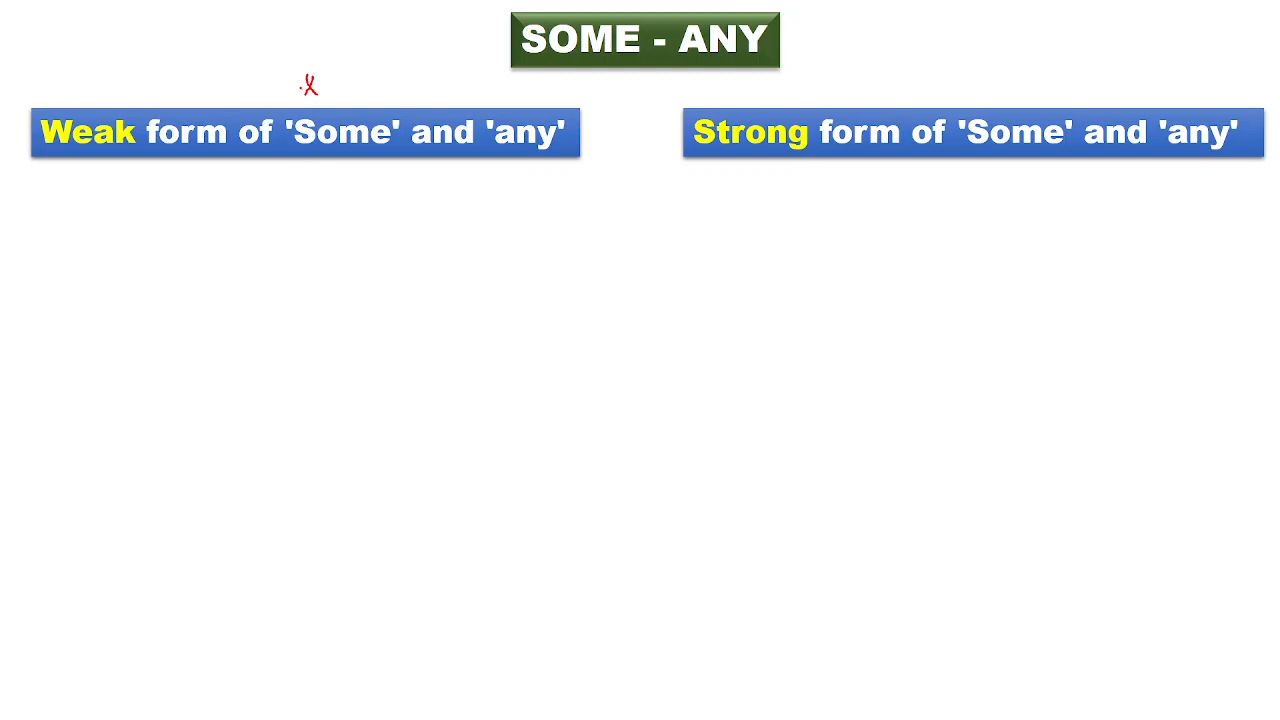 SOME - ANY
Weak form of 'Some' and 'any'
Strong form of 'Some' and 'any'